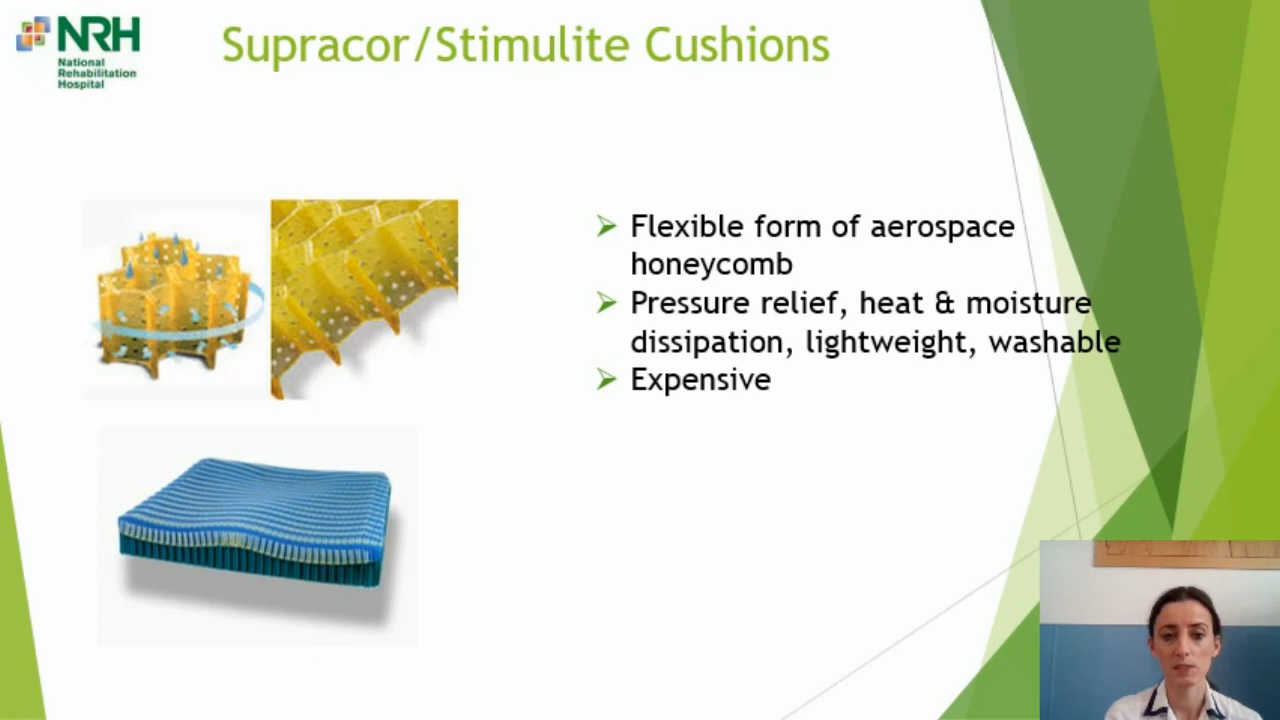 NRH
National
Rehabilitation
Hospital
Supracor/Stimulite Cushions
Flexible form of aerospace
honeycomb
Pressure relief, heat & moisture
dissipation, lightweight, washable
Expensive